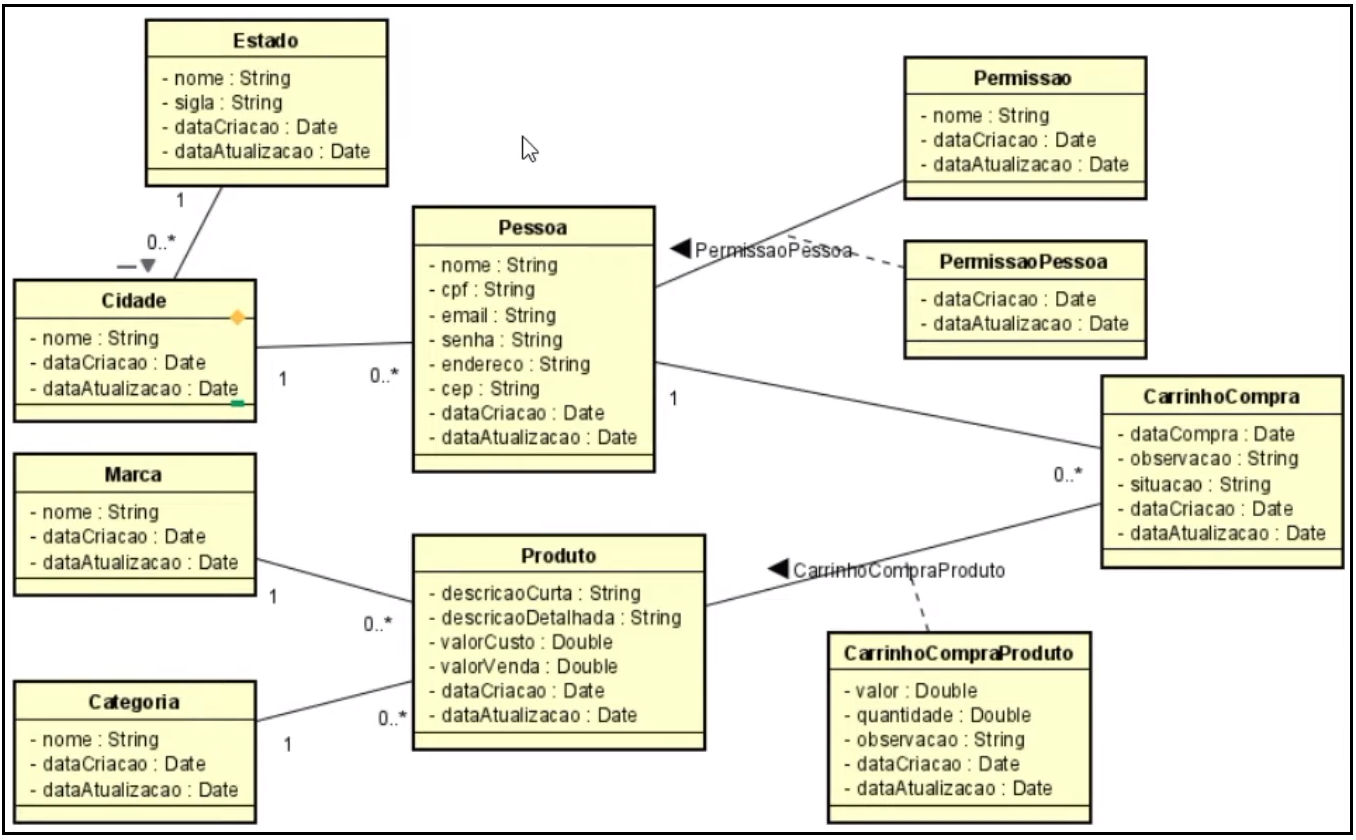 Estado
- nome : String
- sigla : String
- dataCriacao : Date
- dataAtualizacao : Date
1
0..*
Cidade
- nome : String
- dataCriacao : Date
- dataAtualizacao : Date
1
0..*
Pessoa
- nome : String
- cpf : String
- email : String
- senha : String
- endereco : String
- cep : String
- dataCriacao : Date
- dataAtualizacao : Date
Permissao
- nome : String
- dataCriacao : Date
- dataAtualizacao : Date
PermissaoPessoa
PermissaoPessoa
- dataCriacao : Date
- dataAtualizacao : Date
1
0..*
CarrinhoCompra
- dataCompra : Date
- observacao : String
- situacao : String
- dataCriacao : Date
- dataAtualizacao : Date
Marca
- nome : String
- dataCriacao : Date
- dataAtualizacao : Date
1
0..*
Produto
- descricaoCurta : String
- descricaoDetalhada : String
- valorCusto : Double
- valorVenda : Double
- dataCriacao : Date
- dataAtualizacao : Date
CarrinhoCompraProduto
Categoria
- nome : String
- dataCriacao : Date
- dataAtualizacao : Date
1
0..*
CarrinhoCompraProduto
- valor : Double
- quantidade : Double
- observacao : String
- dataCriacao : Date
- dataAtualizacao : Date